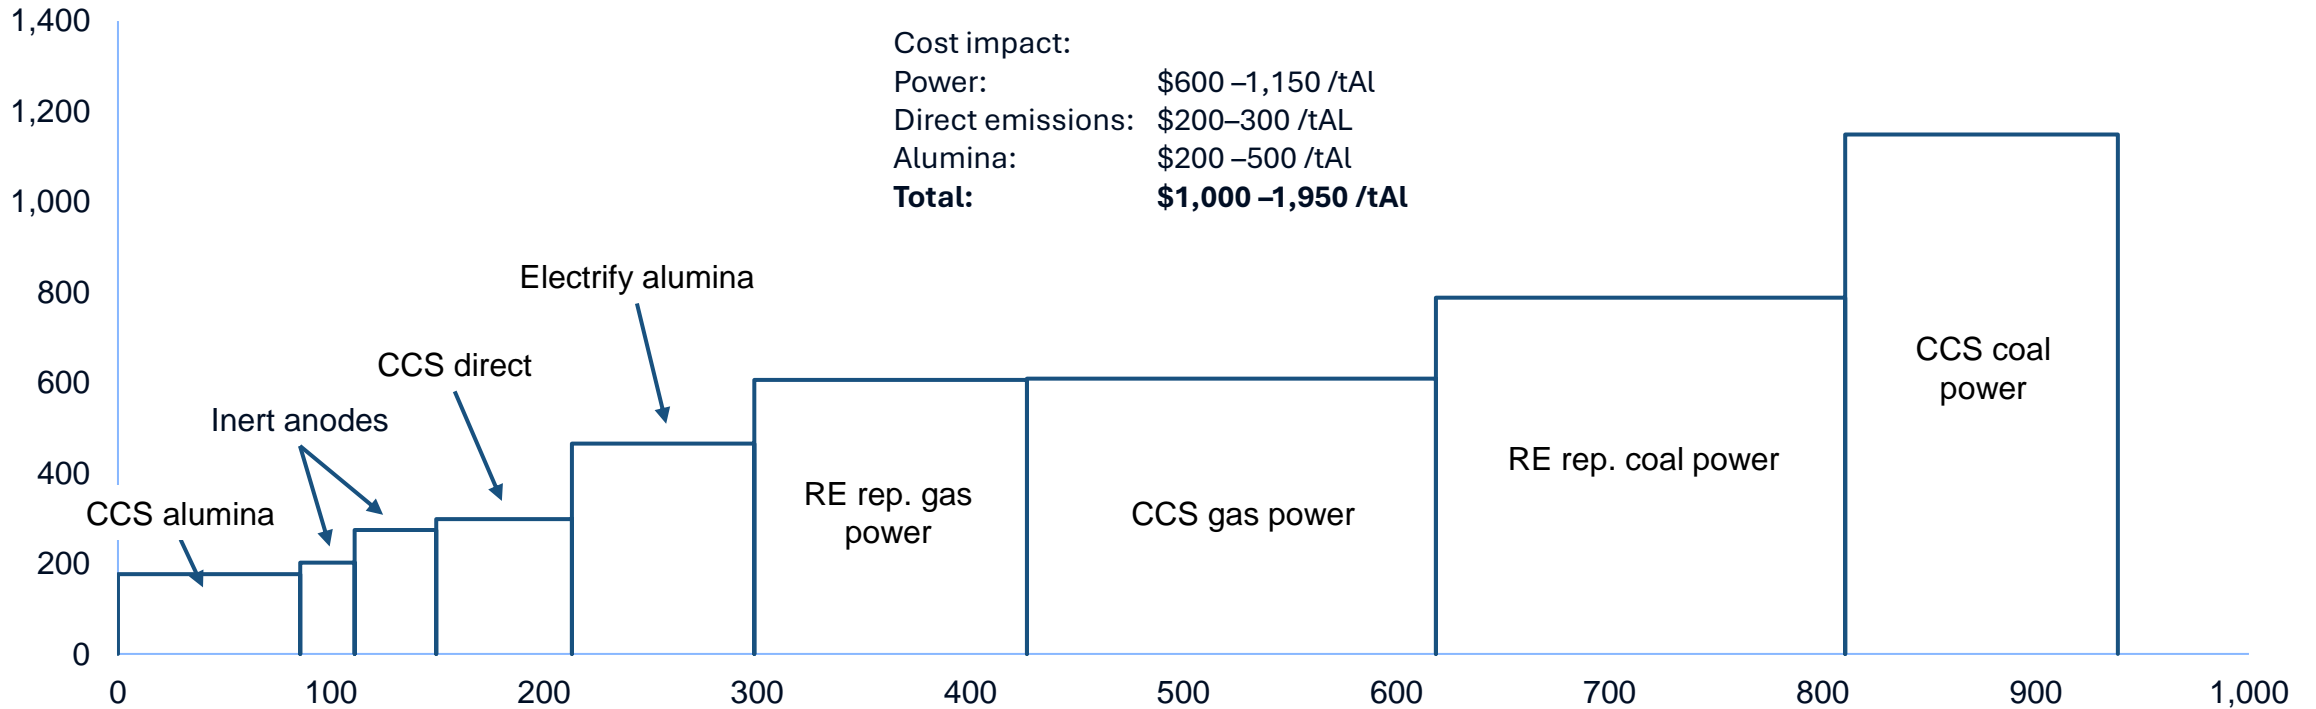 1,400
1,200
1,000
800
600
400
200
0
Cost impact:
Power: $600 –1,150 /tAl
Direct emissions: $200–300 /tAL
Alumina: $200 –500 /tAl
Total: $1,000 –1,950 /tAl
Electrify alumina
CCS direct
Inert anodes
CCS alumina
RE rep. gas
power
CCS gas power
RE rep. coal power
CCS coal
power
0 100 200 300 400 500 600 700 800 900 1,000